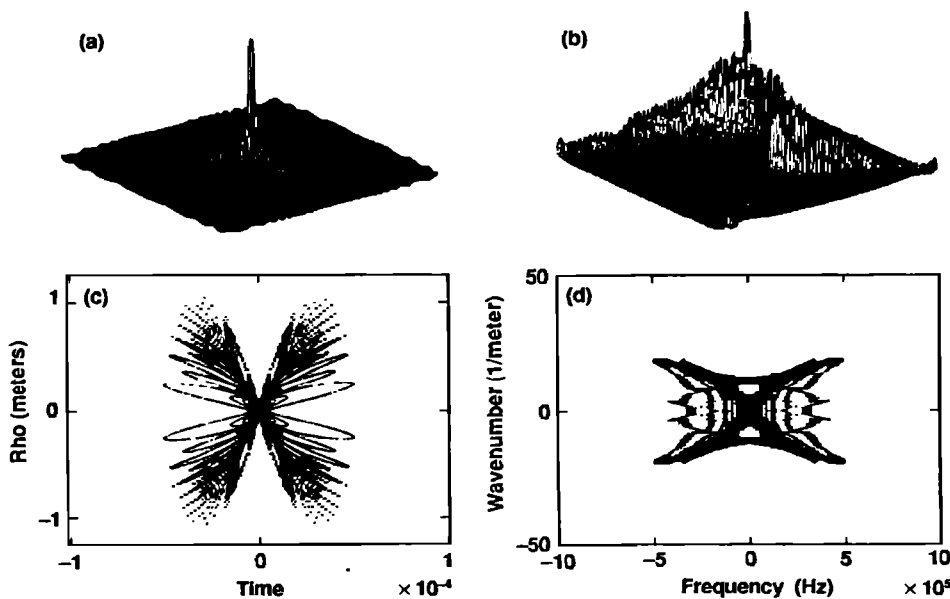 (a)
(b)
(c)
1
0
−1
Rho (meters)
−1
0
1
Time
× 10⁻⁴
(d)
50
0
−50
Wavenumber (1/meter)
−10
−5
0
5
10
Frequency (Hz)
× 10⁵